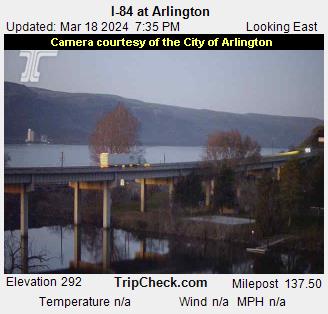 I-84 at Arlington
Updated: Mar 18 2024 7:35 PM Looking East
Camera courtesy of the City of Arlington
Elevation 292 TripCheck.com Milepost 137.50
Temperature n/a Wind n/a MPH n/a